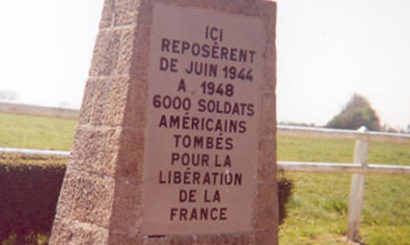 ICI
REPOSÈRENT
DE JUIN 1944
A 1948
6000 SOLDATS
AMÉRICAINS
TOMBÉS
POUR LA
LIBÉRATION
DE LA
FRANCE